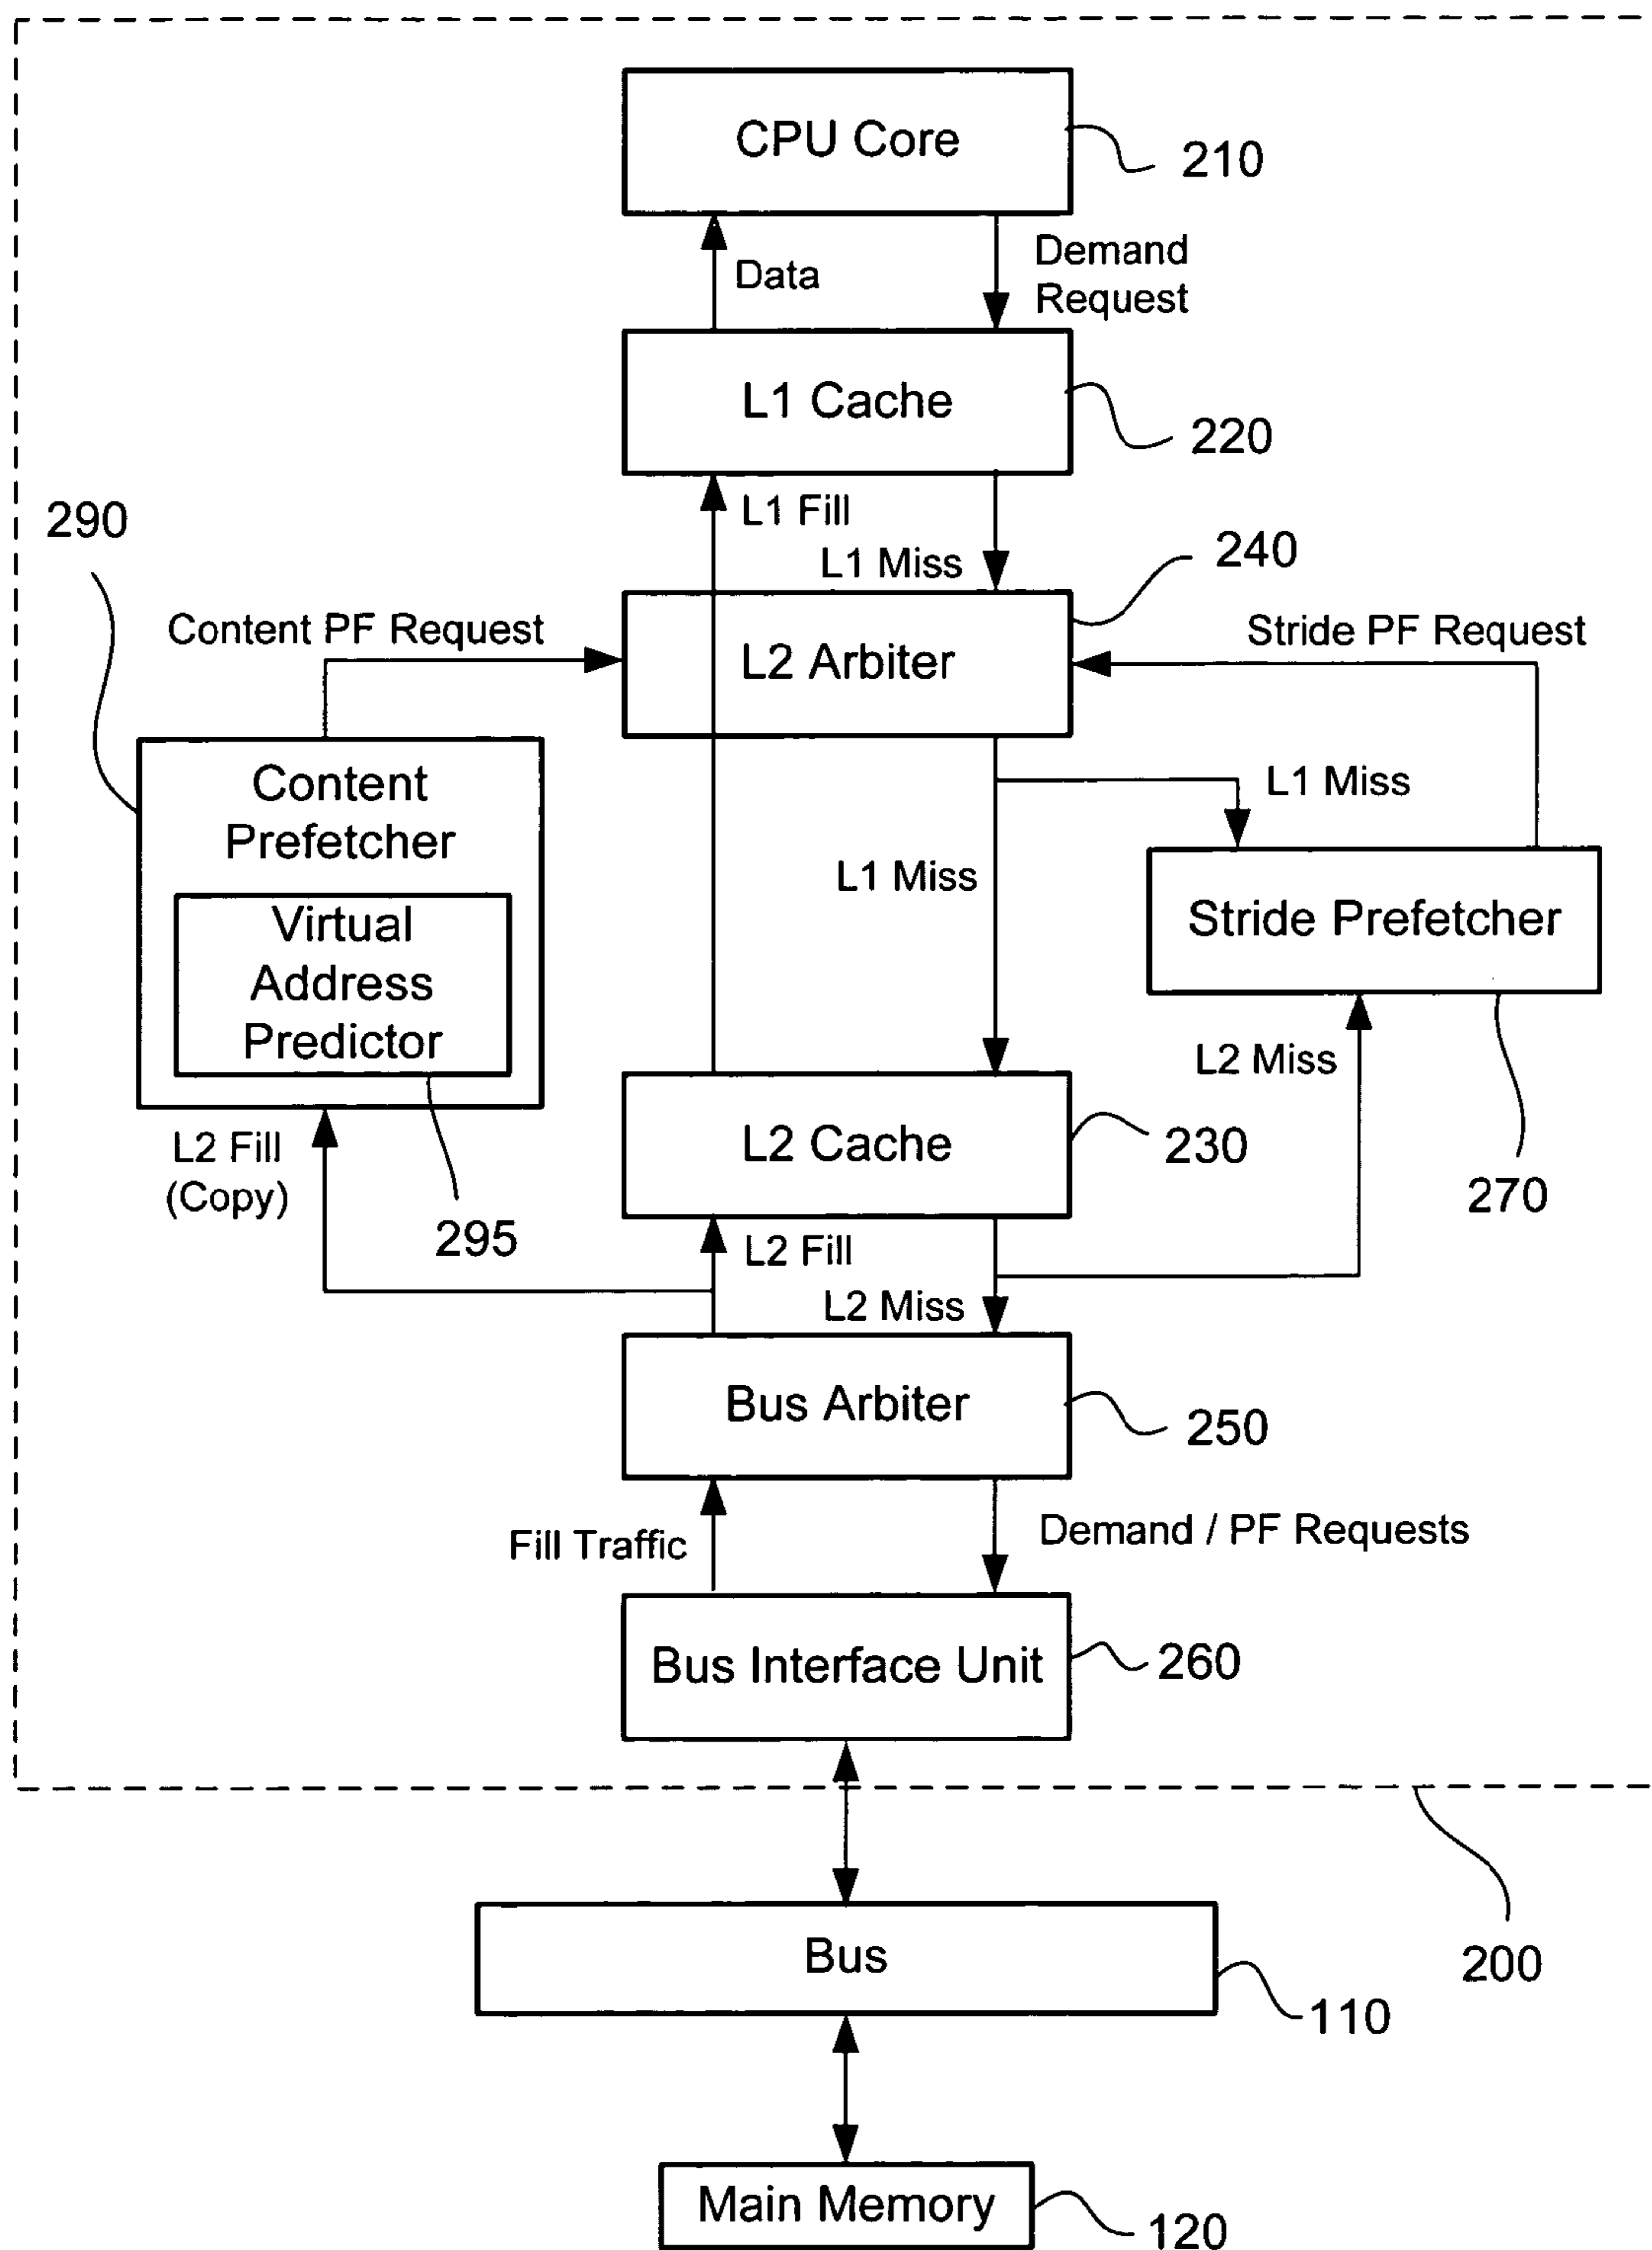 CPU Core
210
Data
Demand
Request
L1 Cache
220
290
L1 Fill
L1 Miss
240
Content PF Request
L2 Arbiter
Stride PF Request
Content
Prefetcher
L1 Miss
L1 Miss
Stride Prefetcher
Virtual
Address
Predictor
L2 Miss
L2 Cache
230
L2 Fill
(Copy)
270
295
L2 Fill
L2 Miss
Bus Arbiter
250
Fill Traffic
Demand / PF Requests
Bus Interface Unit
260
Bus
200
110
Main Memory
120